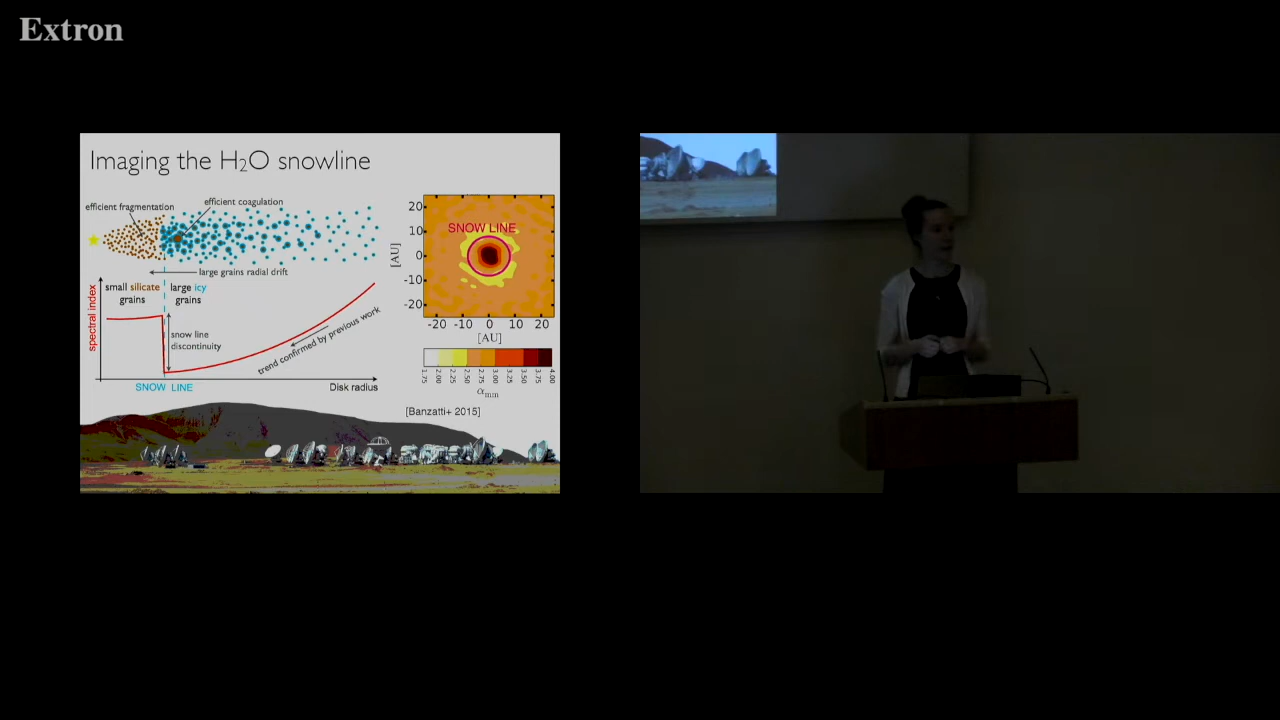 Extron
Imaging the H2O snowline
efficient fragmentation
efficient coagulation
large grains radial drift
small silicate
grains
large icy
grains
spectral index
snow line
discontinuity
trend confirmed by previous work
SNOW LINE
Disk radius
SNOW LINE
[AU]
20
10
0
-10
-20
-20 -10 0 10 20
[AU]
1.75 2.00 2.25 2.50 2.75 3.00 3.25 3.50 3.75 4.00
αmm
[Banzatti+ 2015]